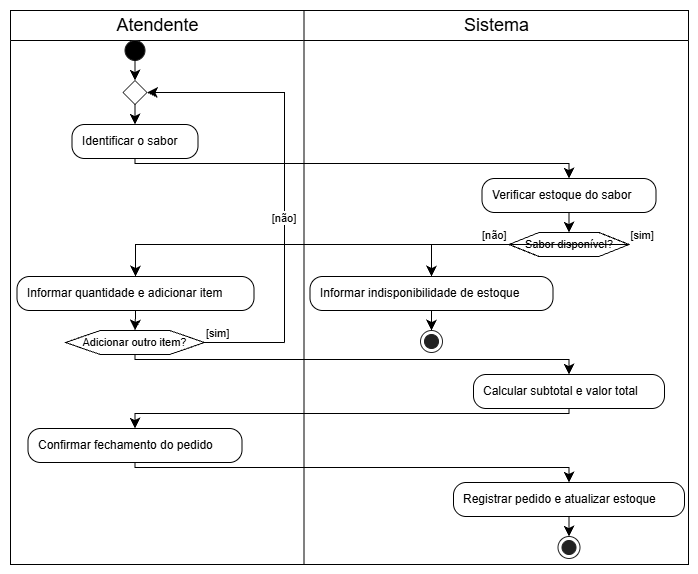 Atendente
Sistema
Identificar o sabor
Verificar estoque do sabor
[não]
[não]
Sabor disponível?
[sim]
Informar quantidade e adicionar item
Informar indisponibilidade de estoque
Adicionar outro item?
[sim]
Calcular subtotal e valor total
Confirmar fechamento do pedido
Registrar pedido e atualizar estoque